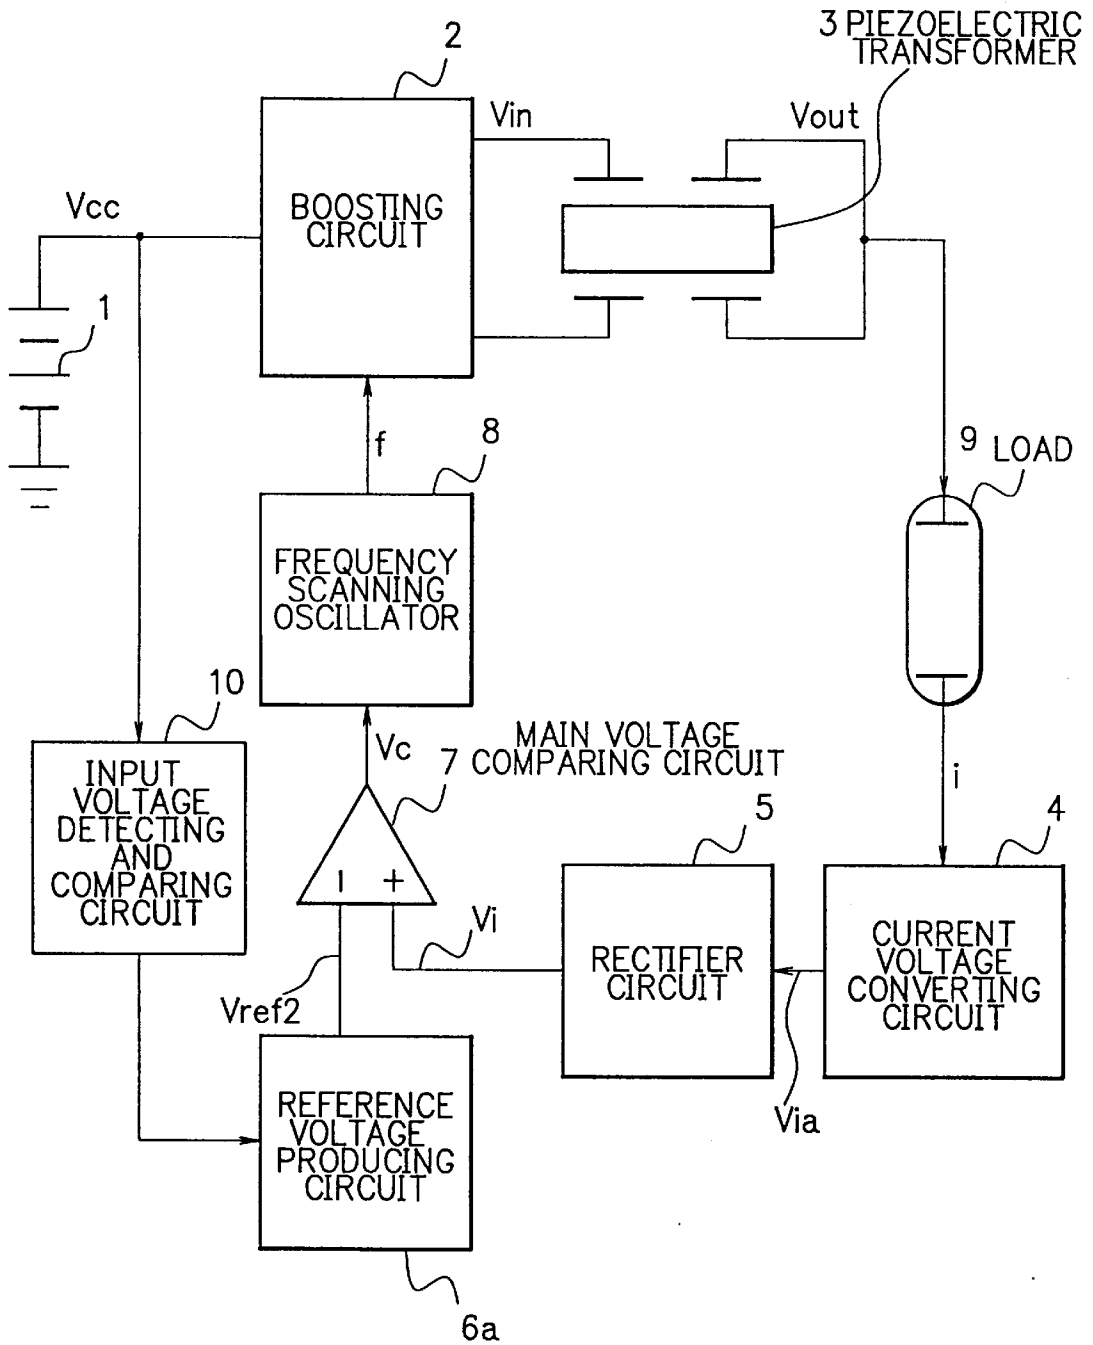 3 PIEZOELECTRIC
TRANSFORMER
2
Vin
Vout
BOOSTING
CIRCUIT
Vcc
1
f
8
9 LOAD
FREQUENCY
SCANNING
OSCILLATOR
10
Vc
7 MAIN VOLTAGE
COMPARING CIRCUIT
i
INPUT
VOLTAGE
DETECTING
AND
COMPARING
CIRCUIT
5
4
− +
Vi
RECTIFIER
CIRCUIT
CURRENT
VOLTAGE
CONVERTING
CIRCUIT
Vref2
Via
REFERENCE
VOLTAGE
PRODUCING
CIRCUIT
6a